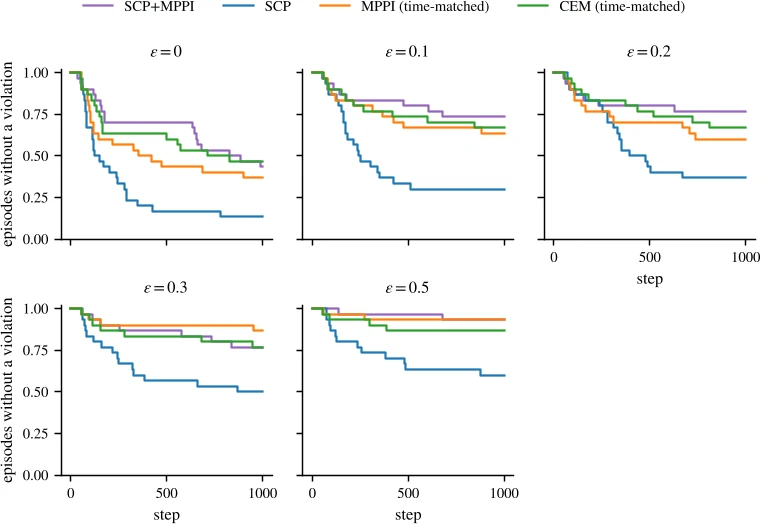 SCP+MPPI SCP MPPI (time-matched) CEM (time-matched)
ε = 0 ε = 0.1 ε = 0.2
episodes without a violation
1.00
0.75
0.50
0.25
0.00
0 500 1000
step
ε = 0.3 ε = 0.5
episodes without a violation
1.00
0.75
0.50
0.25
0.00
0 500 1000
step
0 500 1000
step